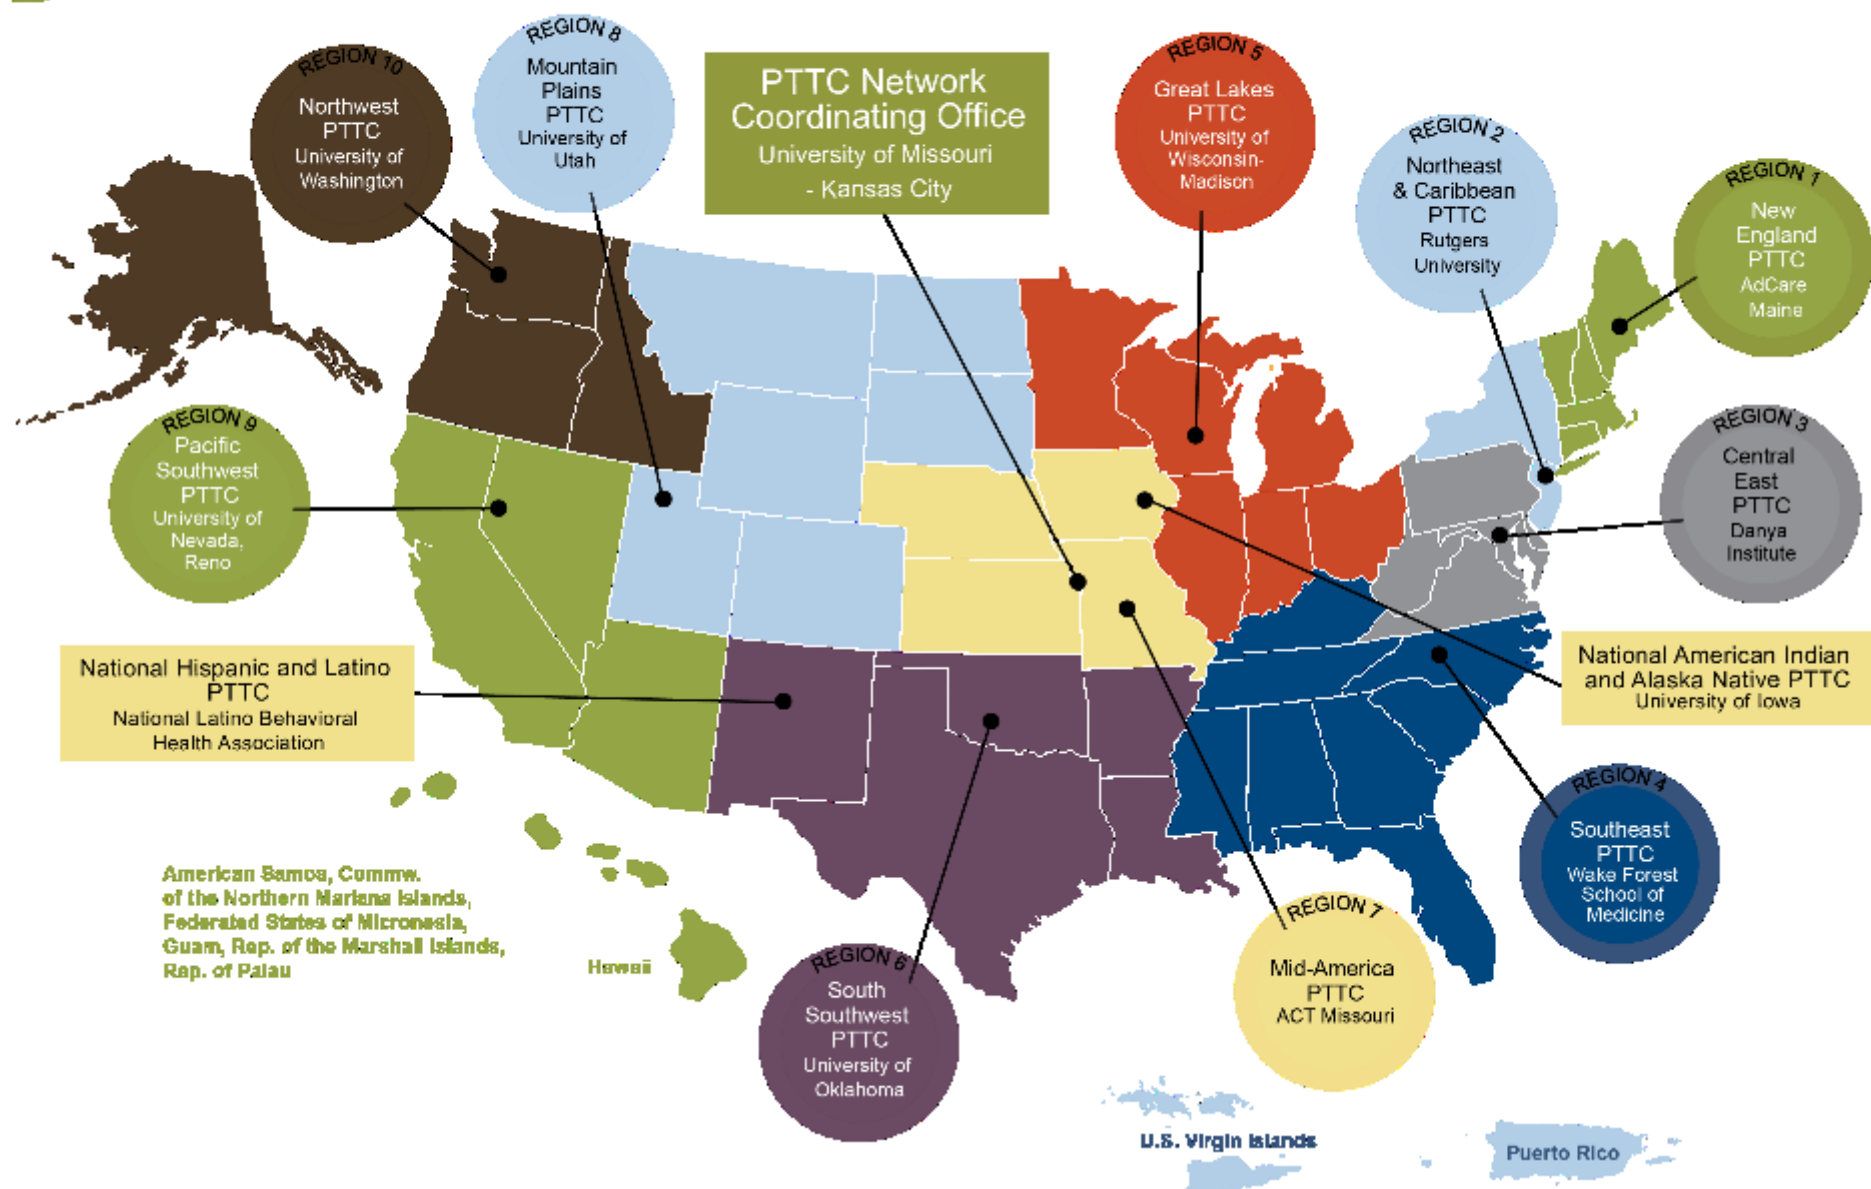 REGION 10
Northwest
PTTC
University of
Washington
REGION 8
Mountain
Plains
PTTC
University of
Utah
PTTC Network
Coordinating Office
University of Missouri
- Kansas City
REGION 5
Great Lakes
PTTC
University of
Wisconsin-
Madison
REGION 2
Northeast
& Caribbean
PTTC
Rutgers
University
REGION 1
New
England
PTTC
AdCare
Maine
REGION 9
Pacific
Southwest
PTTC
University of
Nevada,
Reno
REGION 3
Central
East
PTTC
Danya
Institute
National Hispanic and Latino
PTTC
National Latino Behavioral
Health Association
National American Indian
and Alaska Native PTTC
University of Iowa
REGION 4
Southeast
PTTC
Wake Forest
School of
Medicine
American Samoa, Commw.
of the Northern Mariana Islands,
Federated States of Micronesia,
Guam, Rep. of the Marshall Islands,
Rep. of Palau
Hawaii
REGION 6
South
Southwest
PTTC
University of
Oklahoma
REGION 7
Mid-America
PTTC
ACT Missouri
U.S. Virgin Islands
Puerto Rico